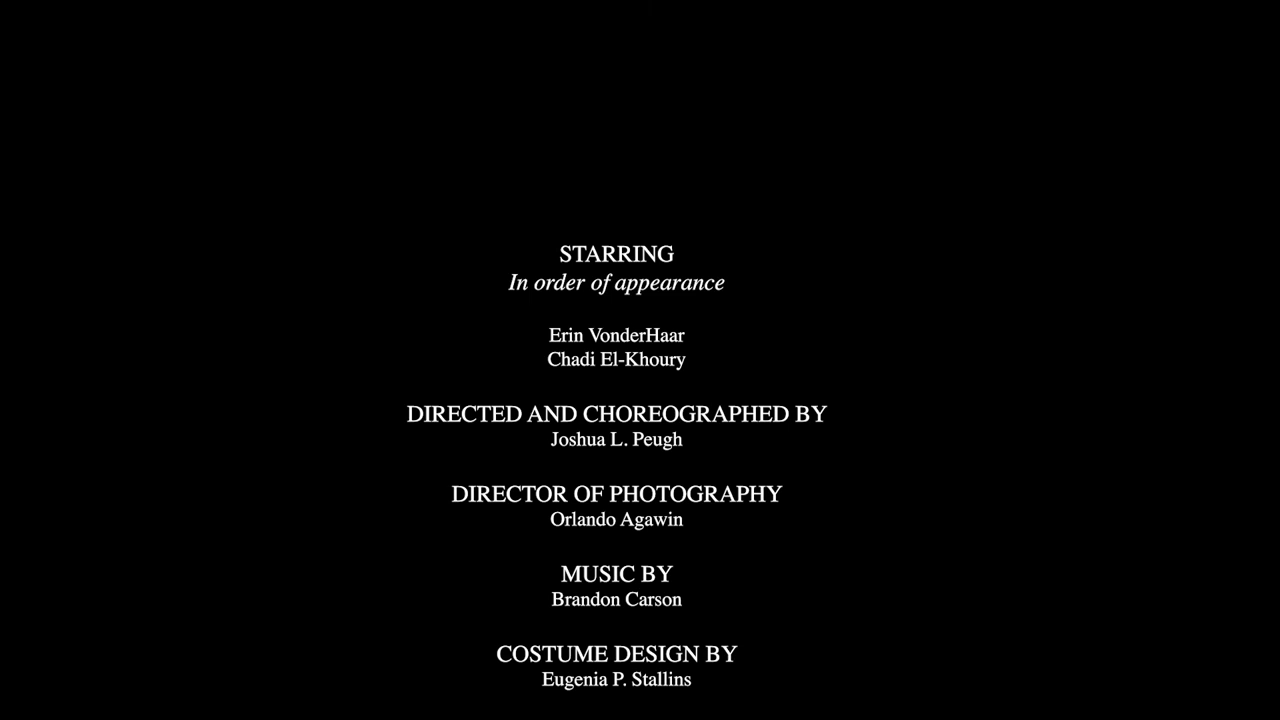 STARRING
In order of appearance
Erin VonderHaar
Chadi El-Khoury
DIRECTED AND CHOREOGRAPHED BY
Joshua L. Peugh
DIRECTOR OF PHOTOGRAPHY
Orlando Agawin
MUSIC BY
Brandon Carson
COSTUME DESIGN BY
Eugenia P. Stallins